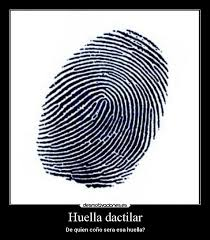 desmotivaciones.es
Huella dactilar
De quien coño sera esa huella?